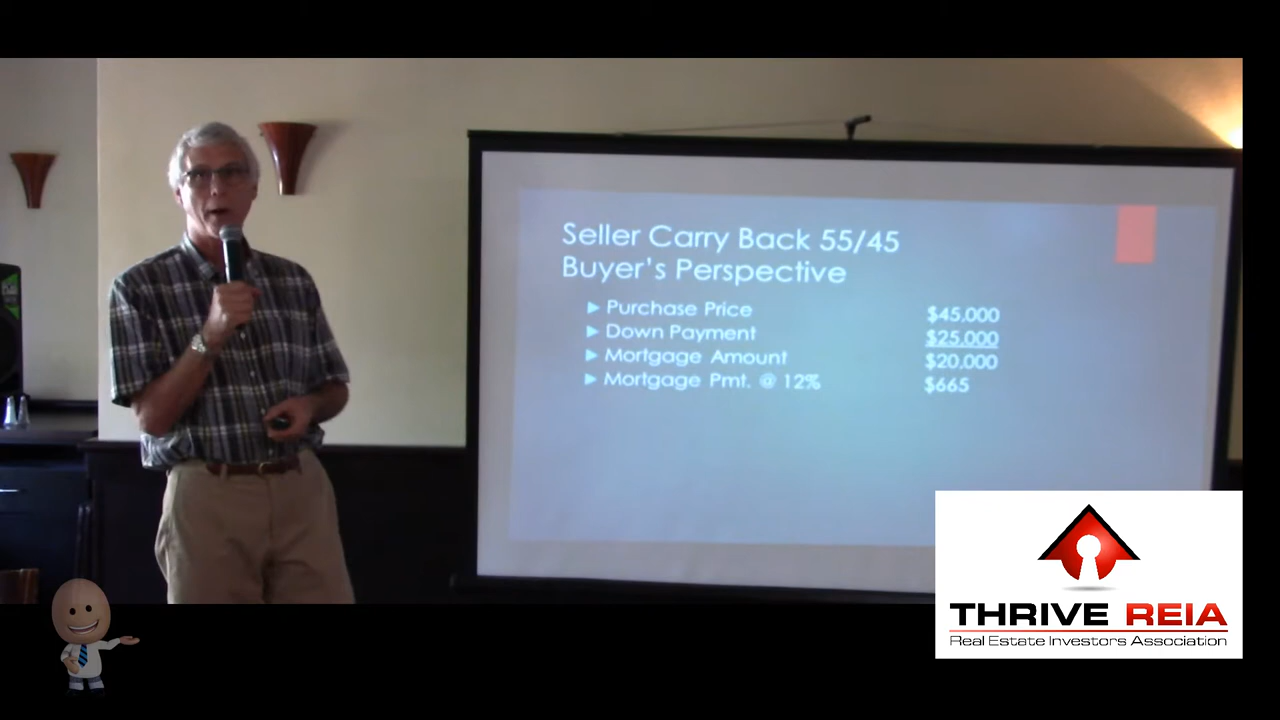 Seller Carry Back 55/45
Buyer's Perspective
Purchase Price $45,000
Down Payment $25,000
Mortgage Amount $20,000
Mortgage Pmt. @ 12% $665
THRIVE REIA
Real Estate Investors Association